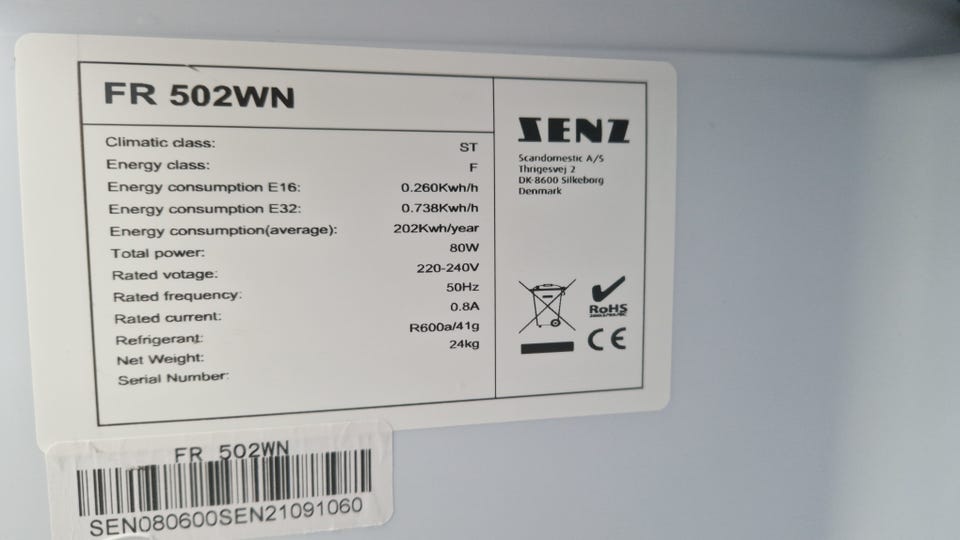 FR 502WN
Climatic class: ST
Energy class: F
Energy consumption E16: 0.260Kwh/h
Energy consumption E32: 0.738Kwh/h
Energy consumption(average): 202Kwh/year
Total power: 80W
Rated votage: 220-240V
Rated frequency: 50Hz
Rated current: 0.8A
Refrigerant: R600a/41g
Net Weight: 24kg
Serial Number:
SENZ
Scandomestic A/S
Thrigesvej 2
DK-8600 Silkeborg
Denmark
RoHS
CE
FR 502WN
SEN080600SEN21091060